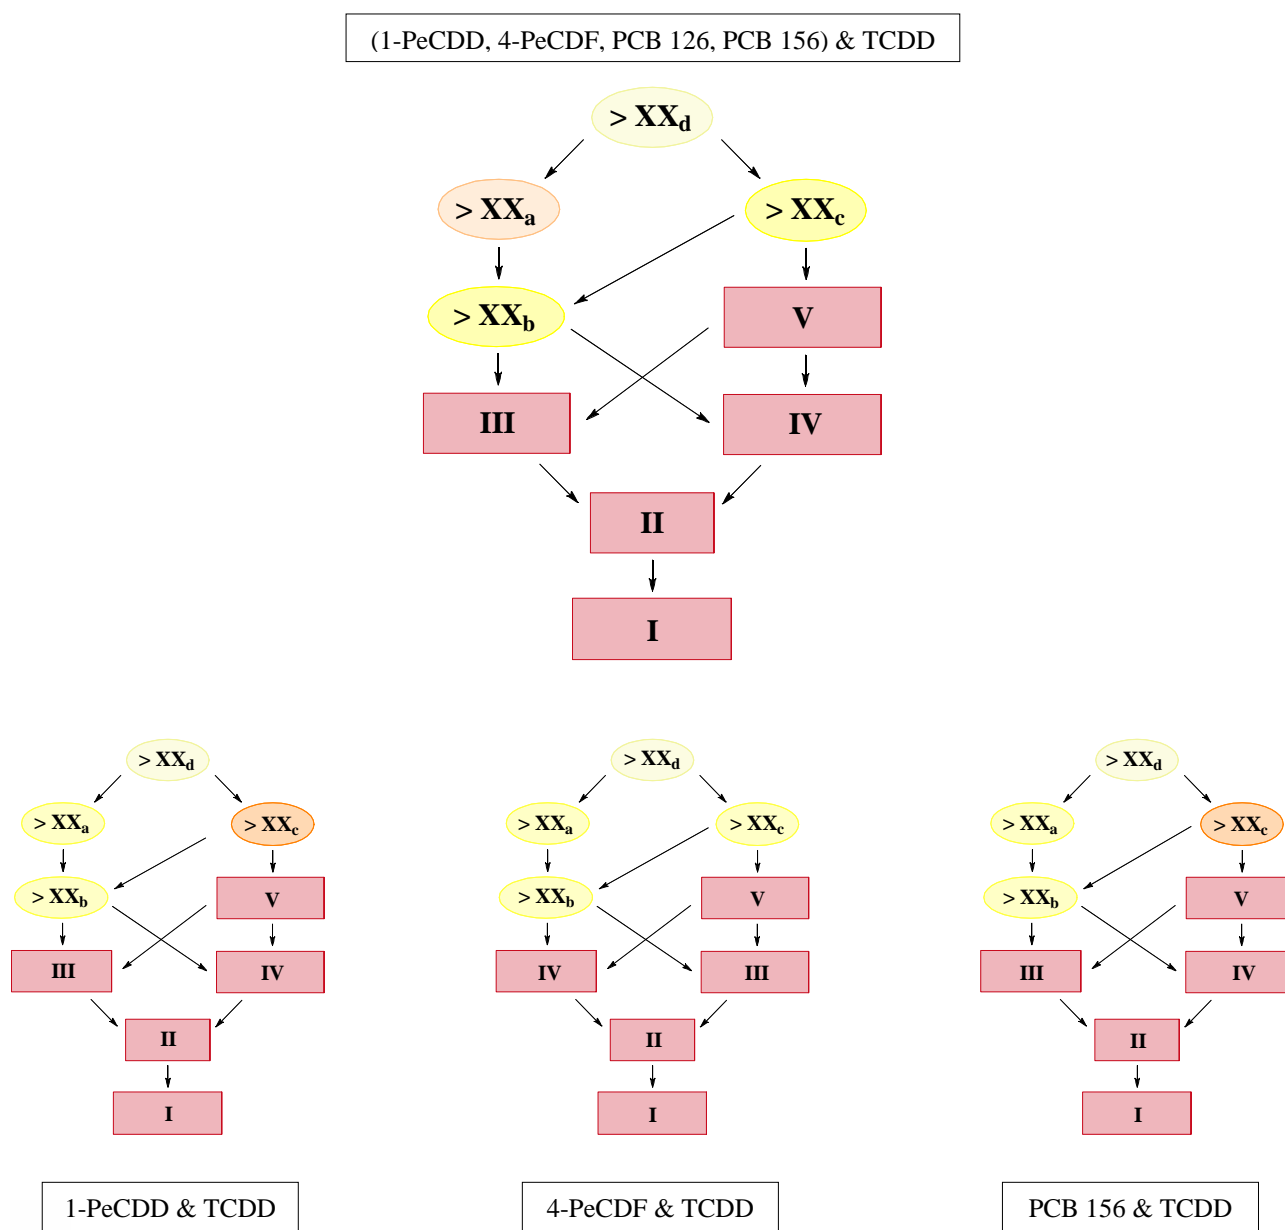 (1-PeCDD, 4-PeCDF, PCB 126, PCB 156) & TCDD
> XXd
> XXa
> XXc
> XXb
V
III
IV
II
I
> XXd
> XXa
> XXc
> XXb
V
III
IV
II
I
1-PeCDD & TCDD
> XXd
> XXa
> XXc
> XXb
V
IV
III
II
I
4-PeCDF & TCDD
> XXd
> XXa
> XXc
> XXb
V
III
IV
II
I
PCB 156 & TCDD